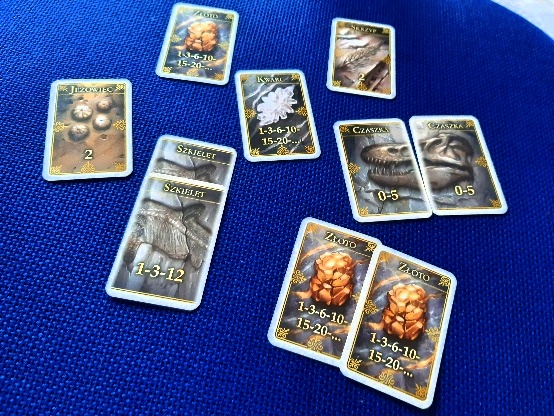 ZŁOTO
1-3-6-10-
15-20-...
SKRZYP
2
JEŻOWIEC
2
KWARC
1-3-6-10-
15-20-...
CZASZKA
0-5
CZASZKA
0-5
SZKIELET
SZKIELET
1-3-12
ZŁOTO
1-3-6-10-
15-20-...
ZŁOTO
1-3-6-10-
15-20-...